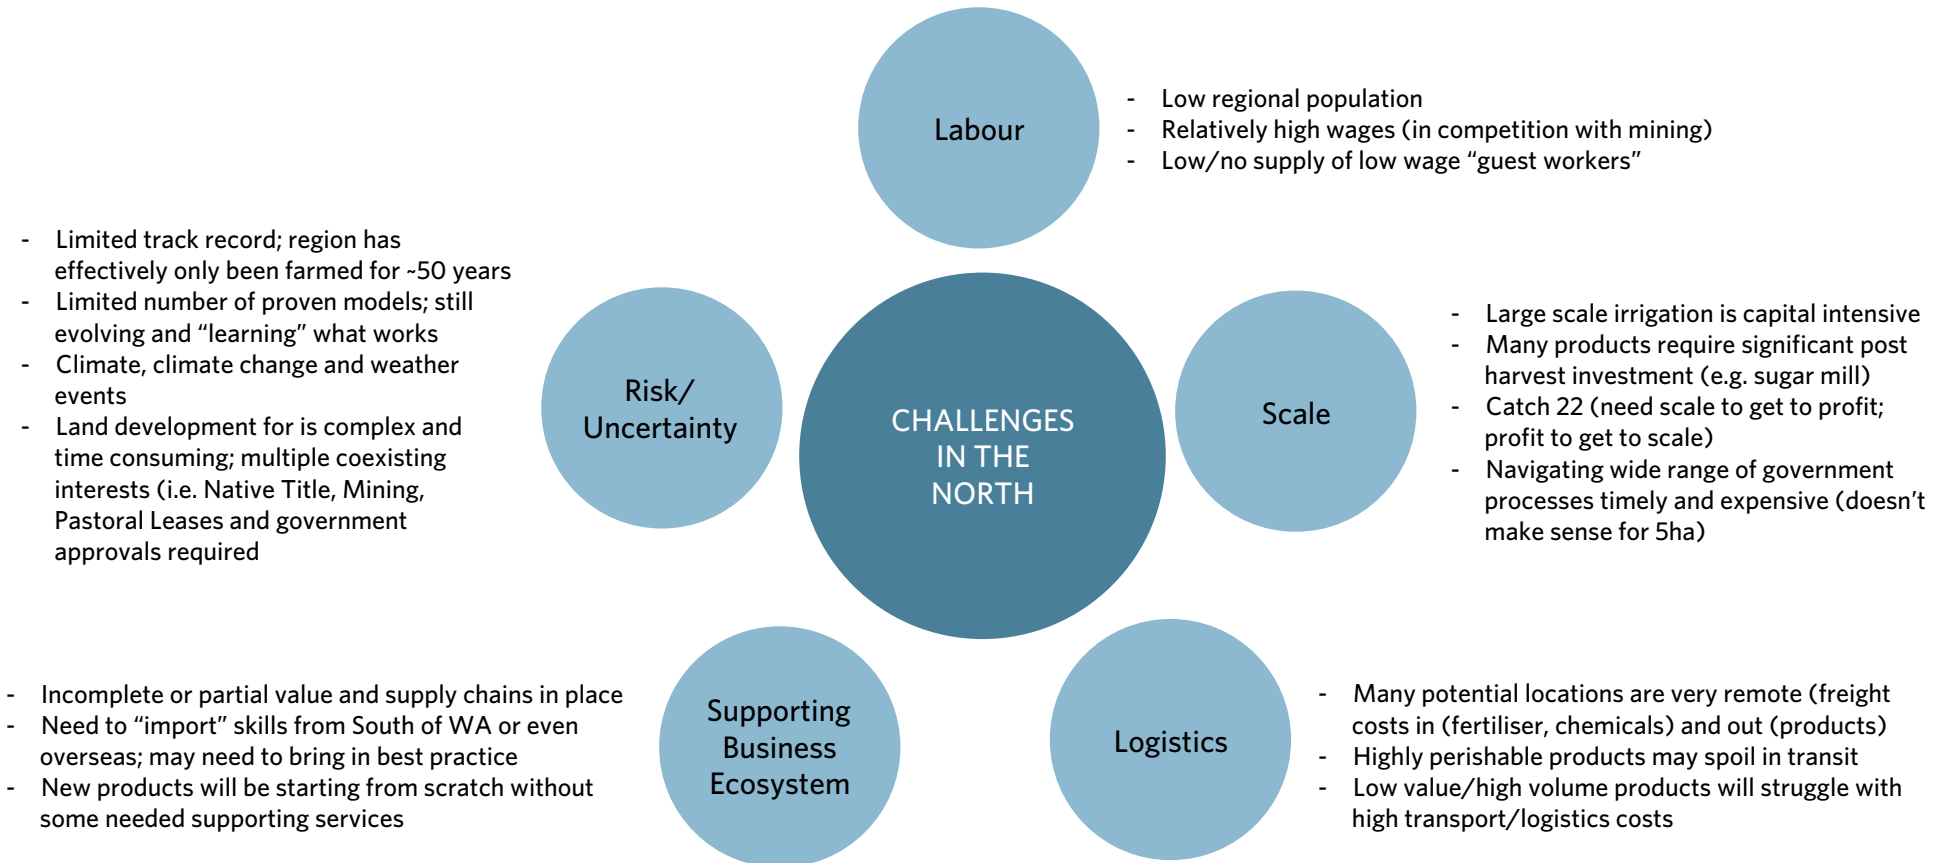 Labour
- Low regional population
- Relatively high wages (in competition with mining)
- Low/no supply of low wage “guest workers”
- Limited track record; region has
effectively only been farmed for ~50 years
- Limited number of proven models; still
evolving and “learning” what works
- Climate, climate change and weather
events
- Land development for is complex and
time consuming; multiple coexisting
interests (i.e. Native Title, Mining,
Pastoral Leases and government
approvals required
Risk/
Uncertainty
CHALLENGES
IN THE
NORTH
Scale
- Large scale irrigation is capital intensive
- Many products require significant post
harvest investment (e.g. sugar mill)
- Catch 22 (need scale to get to profit;
profit to get to scale)
- Navigating wide range of government
processes timely and expensive (doesn’t
make sense for 5ha)
- Incomplete or partial value and supply chains in place
- Need to “import” skills from South of WA or even
overseas; may need to bring in best practice
- New products will be starting from scratch without
some needed supporting services
Supporting
Business
Ecosystem
Logistics
- Many potential locations are very remote (freight
costs in (fertiliser, chemicals) and out (products)
- Highly perishable products may spoil in transit
- Low value/high volume products will struggle with
high transport/logistics costs